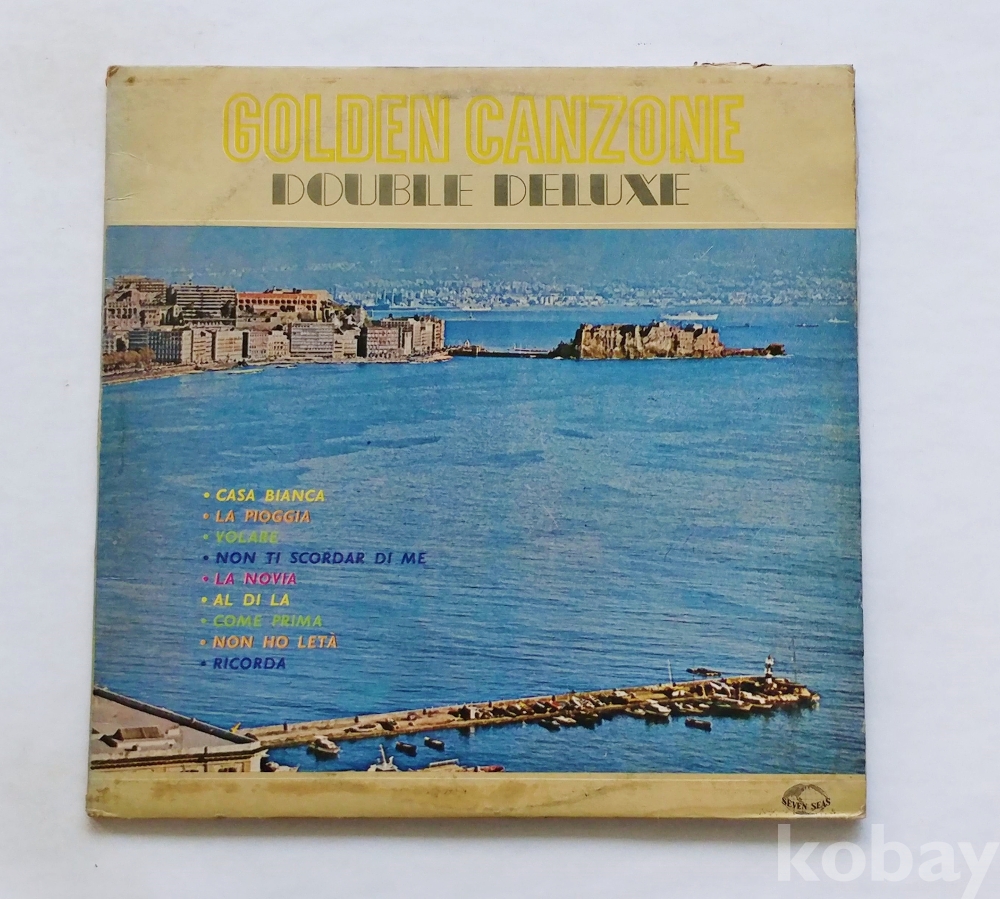 GOLDEN CANZONE
DOUBLE DELUXE
• CASA BIANCA
• LA PIOGGIA
• VOLARE
• NON TI SCORDAR DI ME
• LA NOVIA
• AL DI LA
• COME PRIMA
• NON HO LETÀ
• RICORDA
SEVEN SEAS
kobay